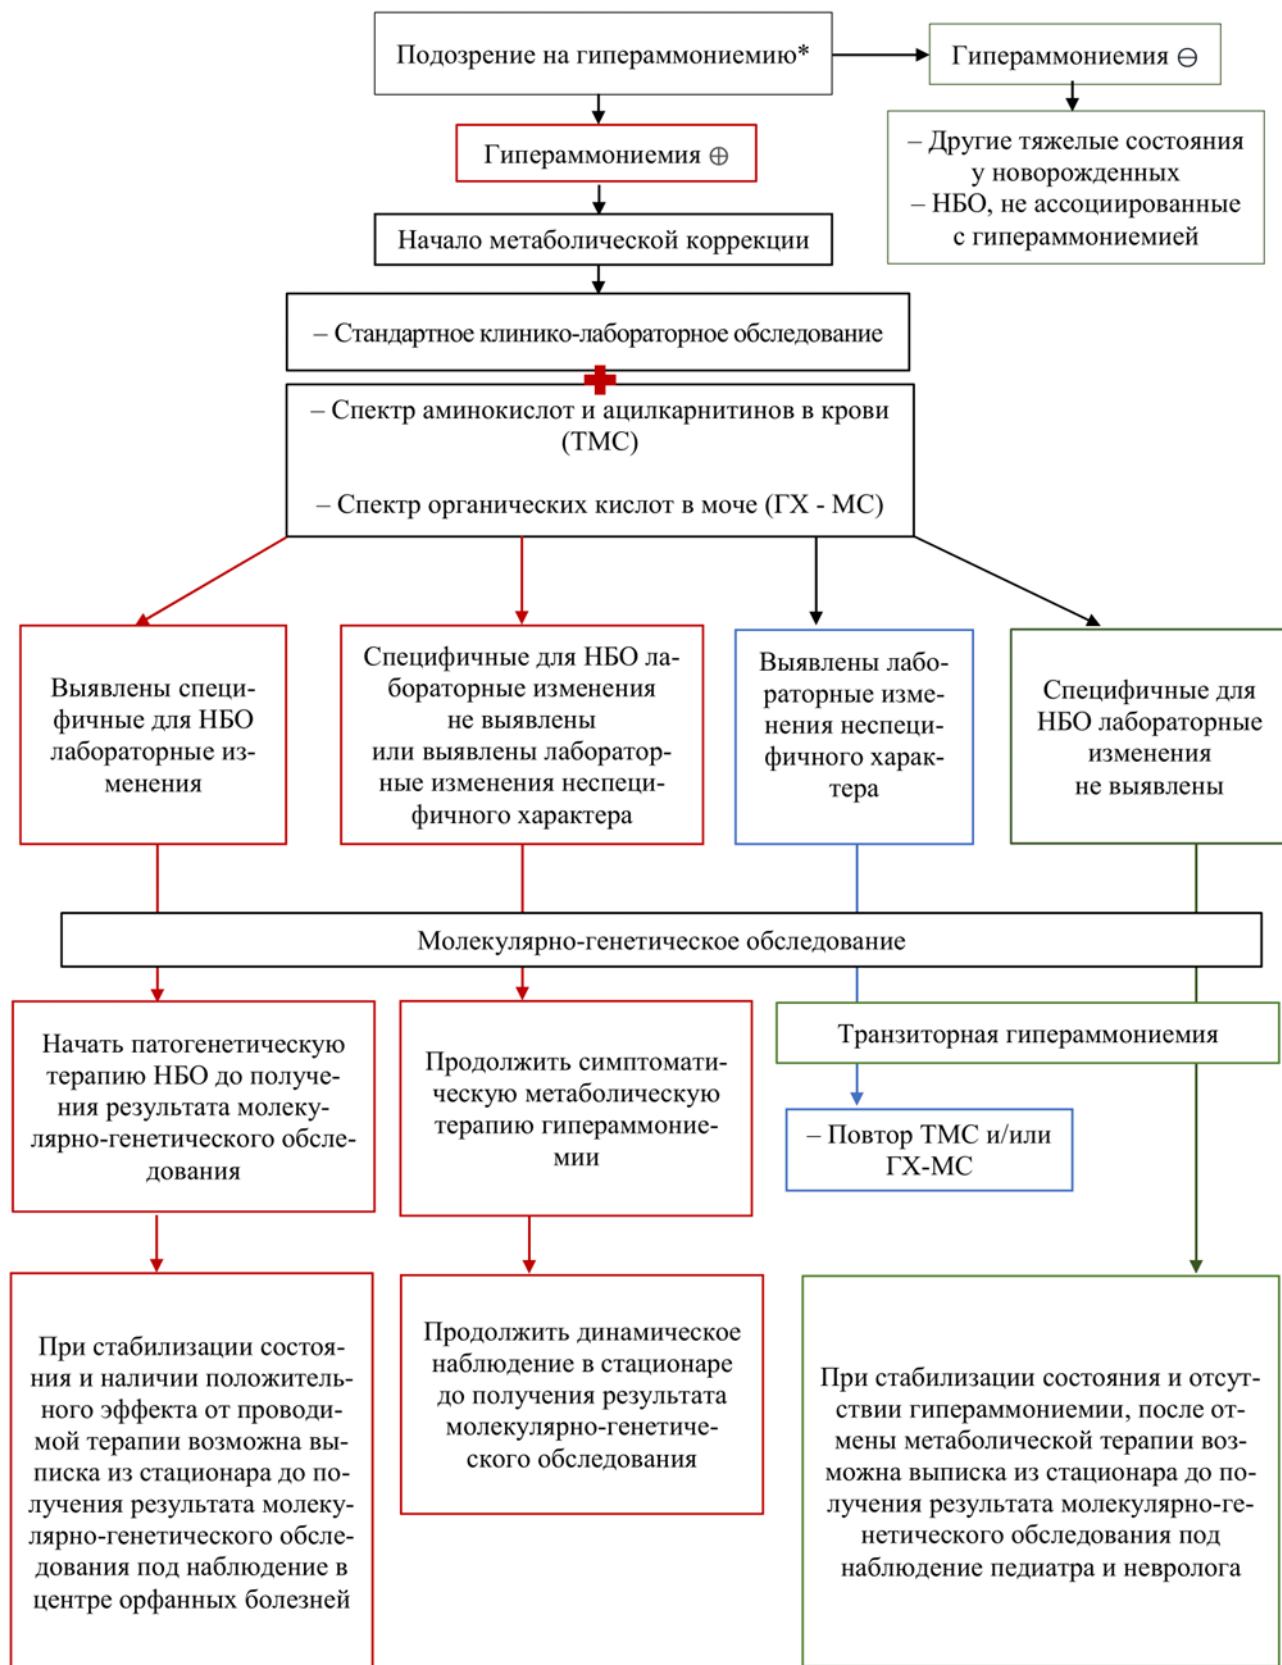 Подозрение на гипераммониемию*
Гипераммониемия ⊖
Гипераммониемия ⊕
– Другие тяжелые состояния
у новорожденных
– НБО, не ассоциированные
с гипераммониемией
Начало метаболической коррекции
– Стандартное клинико-лабораторное обследование
– Спектр аминокислот и ацилкарнитинов в крови
(ТМС)
– Спектр органических кислот в моче (ГХ - МС)
Выявлены специ-
фичные для НБО
лабораторные из-
менения
Специфичные для НБО ла-
бораторные изменения
не выявлены
или выявлены лаборатор-
ные изменения неспеци-
фичного характера
Выявлены лабо-
раторные изме-
нения неспеци-
фичного харак-
тера
Специфичные для
НБО лабораторные
изменения
не выявлены
Молекулярно-генетическое обследование
Начать патогенетическую
терапию НБО до получе-
ния результата молеку-
лярно-генетического обсле-
дования
Продолжить симптомати-
ческую метаболическую
терапию гипераммоние-
мии
Транзиторная гипераммониемия
– Повтор ТМС и/или
ГХ-МС
При стабилизации состоя-
ния и наличии положитель-
ного эффекта от проводи-
мой терапии возможна вы-
писка из стационара до по-
лучения результата молеку-
лярно-генетического обсле-
дования под наблюдение в
центре орфанных болезней
Продолжить динамическое
наблюдение в стационаре
до получения результата
молекулярно-генетиче-
ского обследования
При стабилизации состояния и отсут-
ствии гипераммониемии, после от-
мены метаболической терапии воз-
можна выписка из стационара до по-
лучения результата молекулярно-ге-
нетического обследования под
наблюдение педиатра и невролога